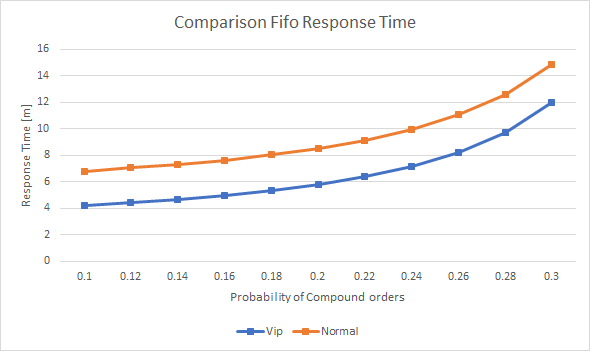 Comparison Fifo Response Time
16
14
12
10
8
6
4
2
0
Response Time [m]
0.1 0.12 0.14 0.16 0.18 0.2 0.22 0.24 0.26 0.28 0.3
Probability of Compound orders
Vip Normal